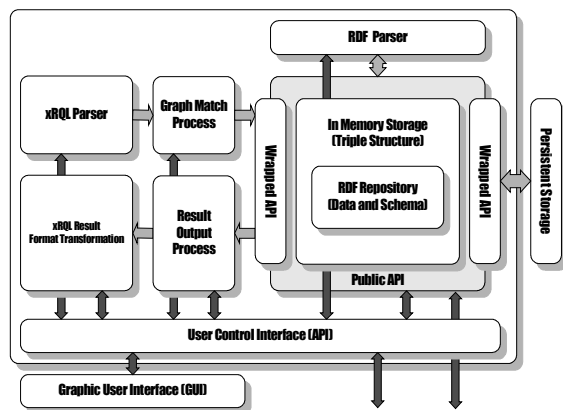 RDF Parser
xRQL Parser
Graph Match
Process
Wrapped API
In Memory Storage
(Triple Structure)
RDF Repository
(Data and Schema)
Wrapped API
Persistent Storage
xRQL Result
Format Transformation
Result
Output
Process
Public API
User Control Interface (API)
Graphic User Interface (GUI)